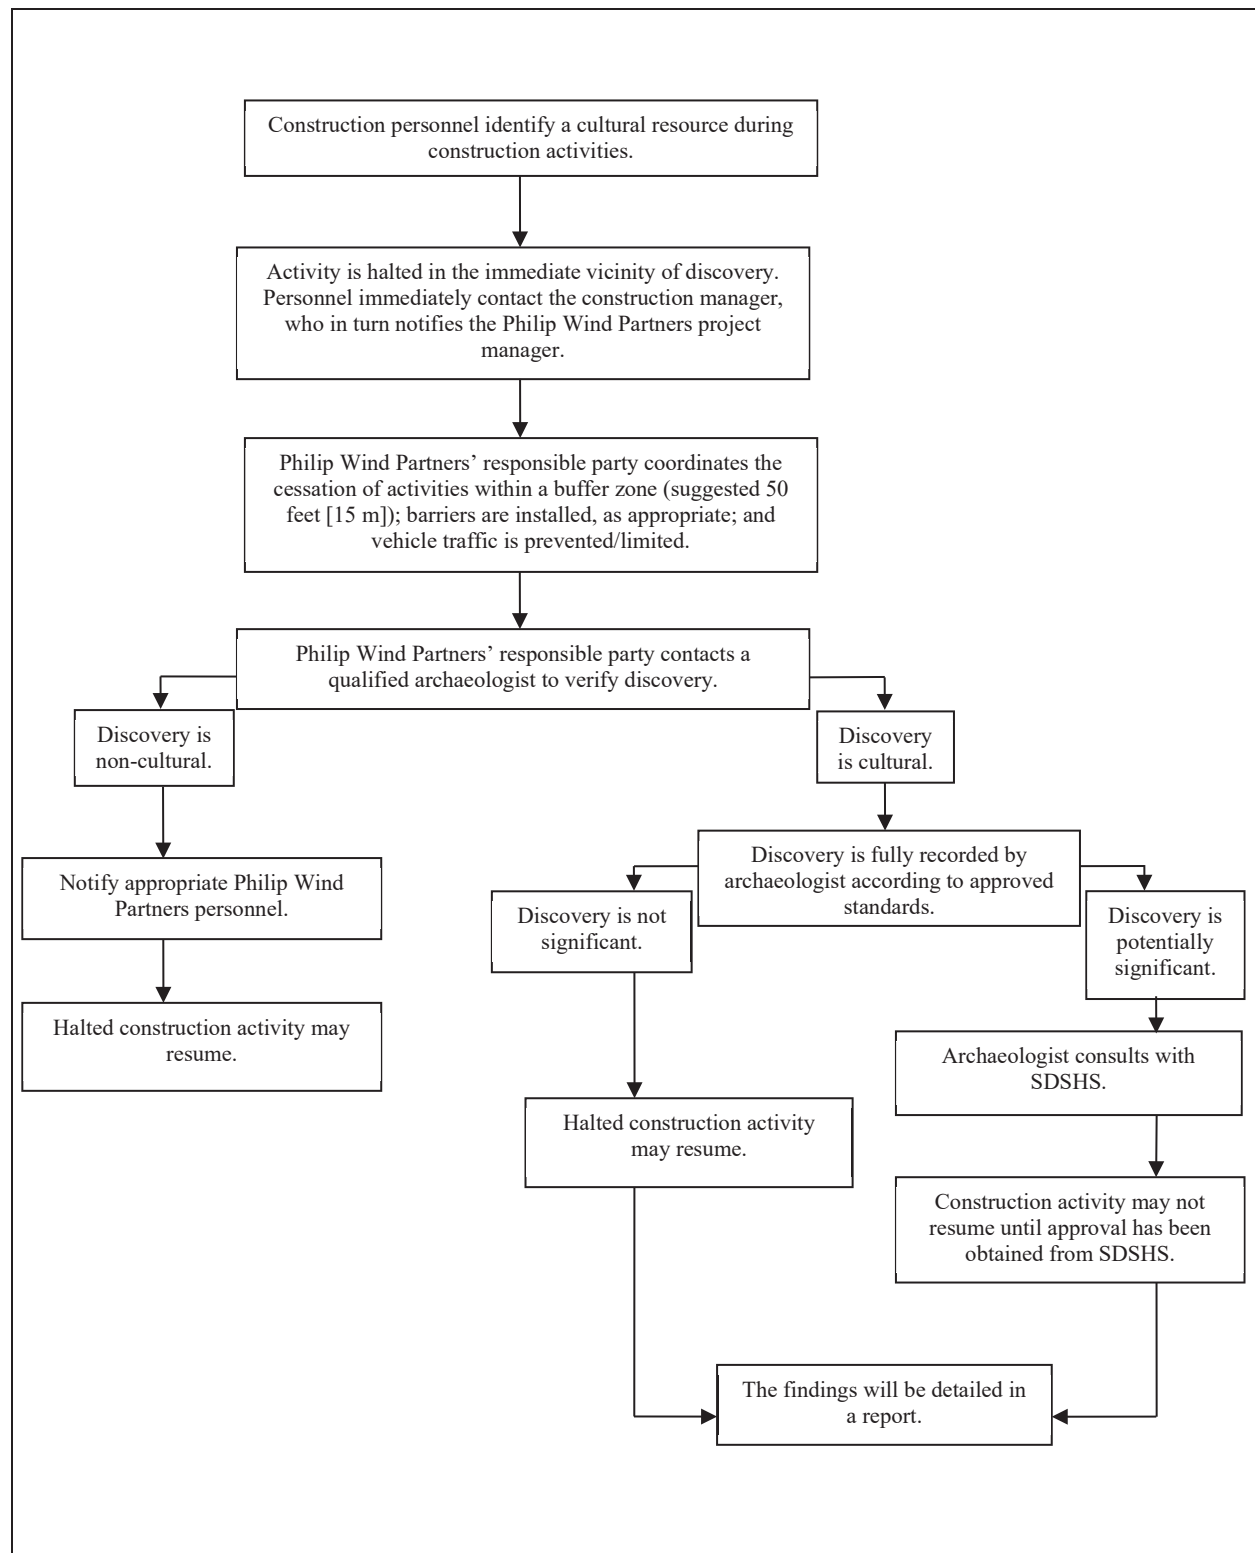 Construction personnel identify a cultural resource during
construction activities.
Activity is halted in the immediate vicinity of discovery.
Personnel immediately contact the construction manager,
who in turn notifies the Philip Wind Partners project
manager.
Philip Wind Partners’ responsible party coordinates the
cessation of activities within a buffer zone (suggested 50
feet [15 m]); barriers are installed, as appropriate; and
vehicle traffic is prevented/limited.
Philip Wind Partners’ responsible party contacts a
qualified archaeologist to verify discovery.
Discovery is
non-cultural.
Notify appropriate Philip Wind
Partners personnel.
Halted construction activity may
resume.
Discovery
is cultural.
Discovery is fully recorded by
archaeologist according to approved
standards.
Discovery is not
significant.
Halted construction activity
may resume.
Discovery is
potentially
significant.
Archaeologist consults with
SDSHS.
Construction activity may not
resume until approval has been
obtained from SDSHS.
The findings will be detailed in
a report.